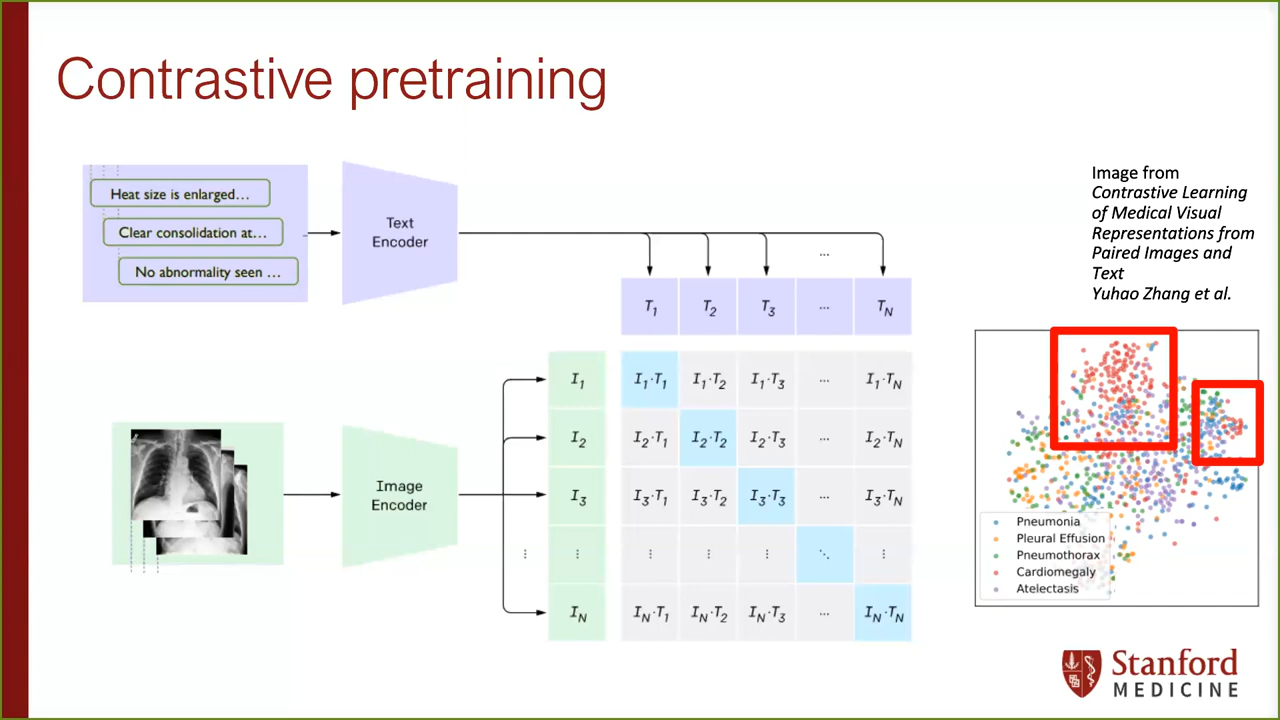 Contrastive pretraining
Heat size is enlarged…
Clear consolidation at…
No abnormality seen …
Text
Encoder
...
T1 T2 T3 ... TN
Image
Encoder
I1 I1·T1 I1·T2 I1·T3 ... I1·TN
I2 I2·T1 I2·T2 I2·T3 ... I2·TN
I3 I3·T1 I3·T2 I3·T3 ... I3·TN
⋮ ⋮ ⋮ ⋮ ⋮ ⋱ ⋮
IN IN·T1 IN·T2 IN·T3 ... IN·TN
Image from
Contrastive Learning
of Medical Visual
Representations from
Paired Images and
Text
Yuhao Zhang et al.
Pneumonia
Pleural Effusion
Pneumothorax
Cardiomegaly
Atelectasis
Stanford
MEDICINE